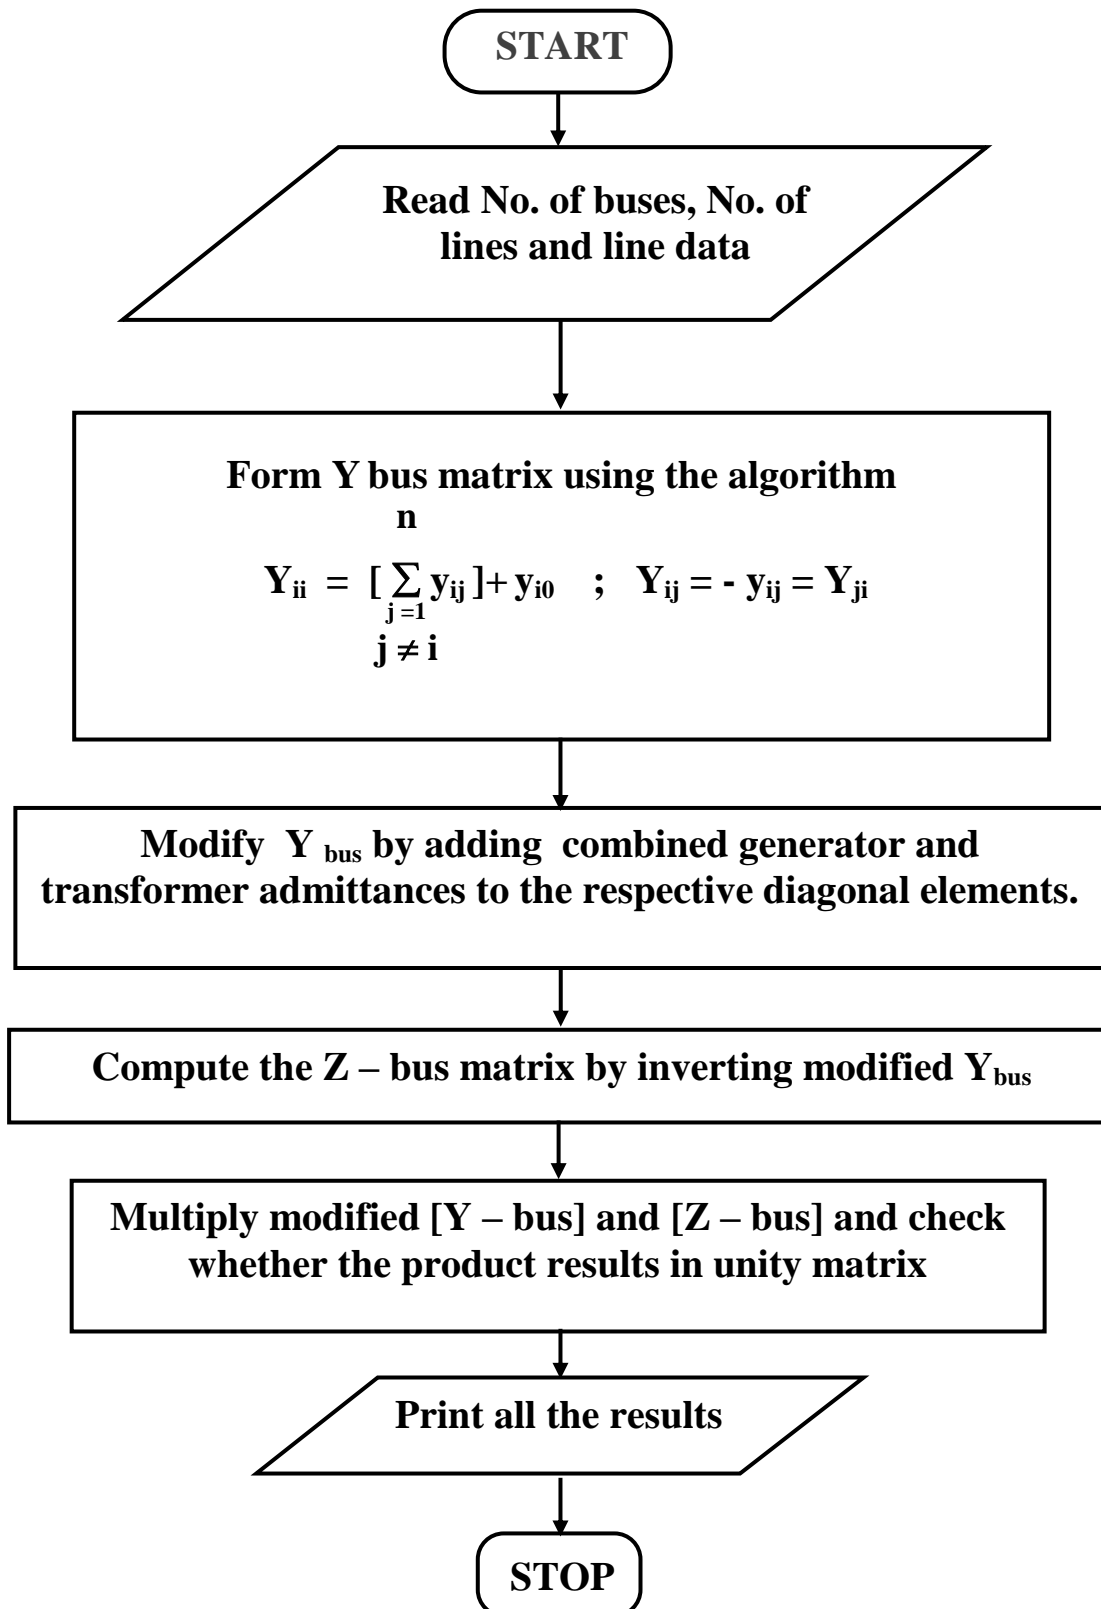 START
Read No. of buses, No. of
lines and line data
Form Y bus matrix using the algorithm
n
Yii = [ ∑ yij ]+ yi0 ; Yij = - yij = Yji
j =1
j ≠ i
Modify Y bus by adding combined generator and
transformer admittances to the respective diagonal elements.
Compute the Z – bus matrix by inverting modified Ybus
Multiply modified [Y – bus] and [Z – bus] and check
whether the product results in unity matrix
Print all the results
STOP